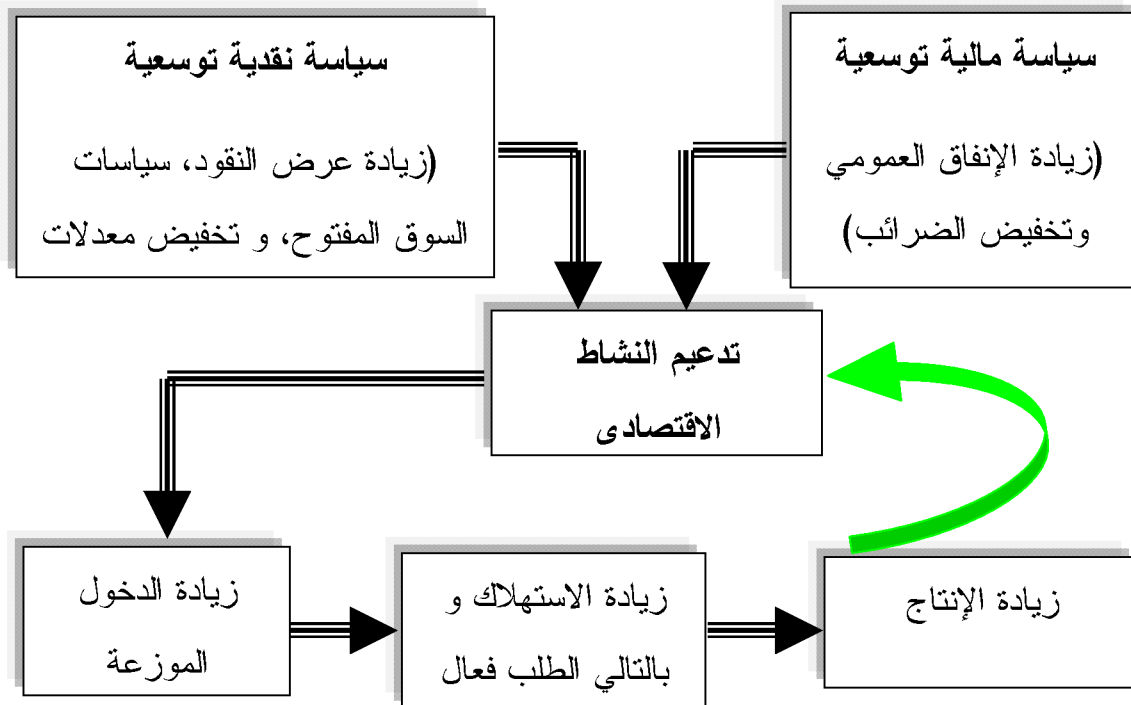 سياسة مالية توسعية
(زيادة الإنفاق العمومي
وتخفيض الضرائب)
سياسة نقدية توسعية
(زيادة عرض النقود، سياسات
السوق المفتوح، و تخفيض معدلات
تدعيم النشاط
الاقتصادى
زيادة الدخول
الموزعة
زيادة الاستهلاك و
بالتالي الطلب فعال
زيادة الإنتاج